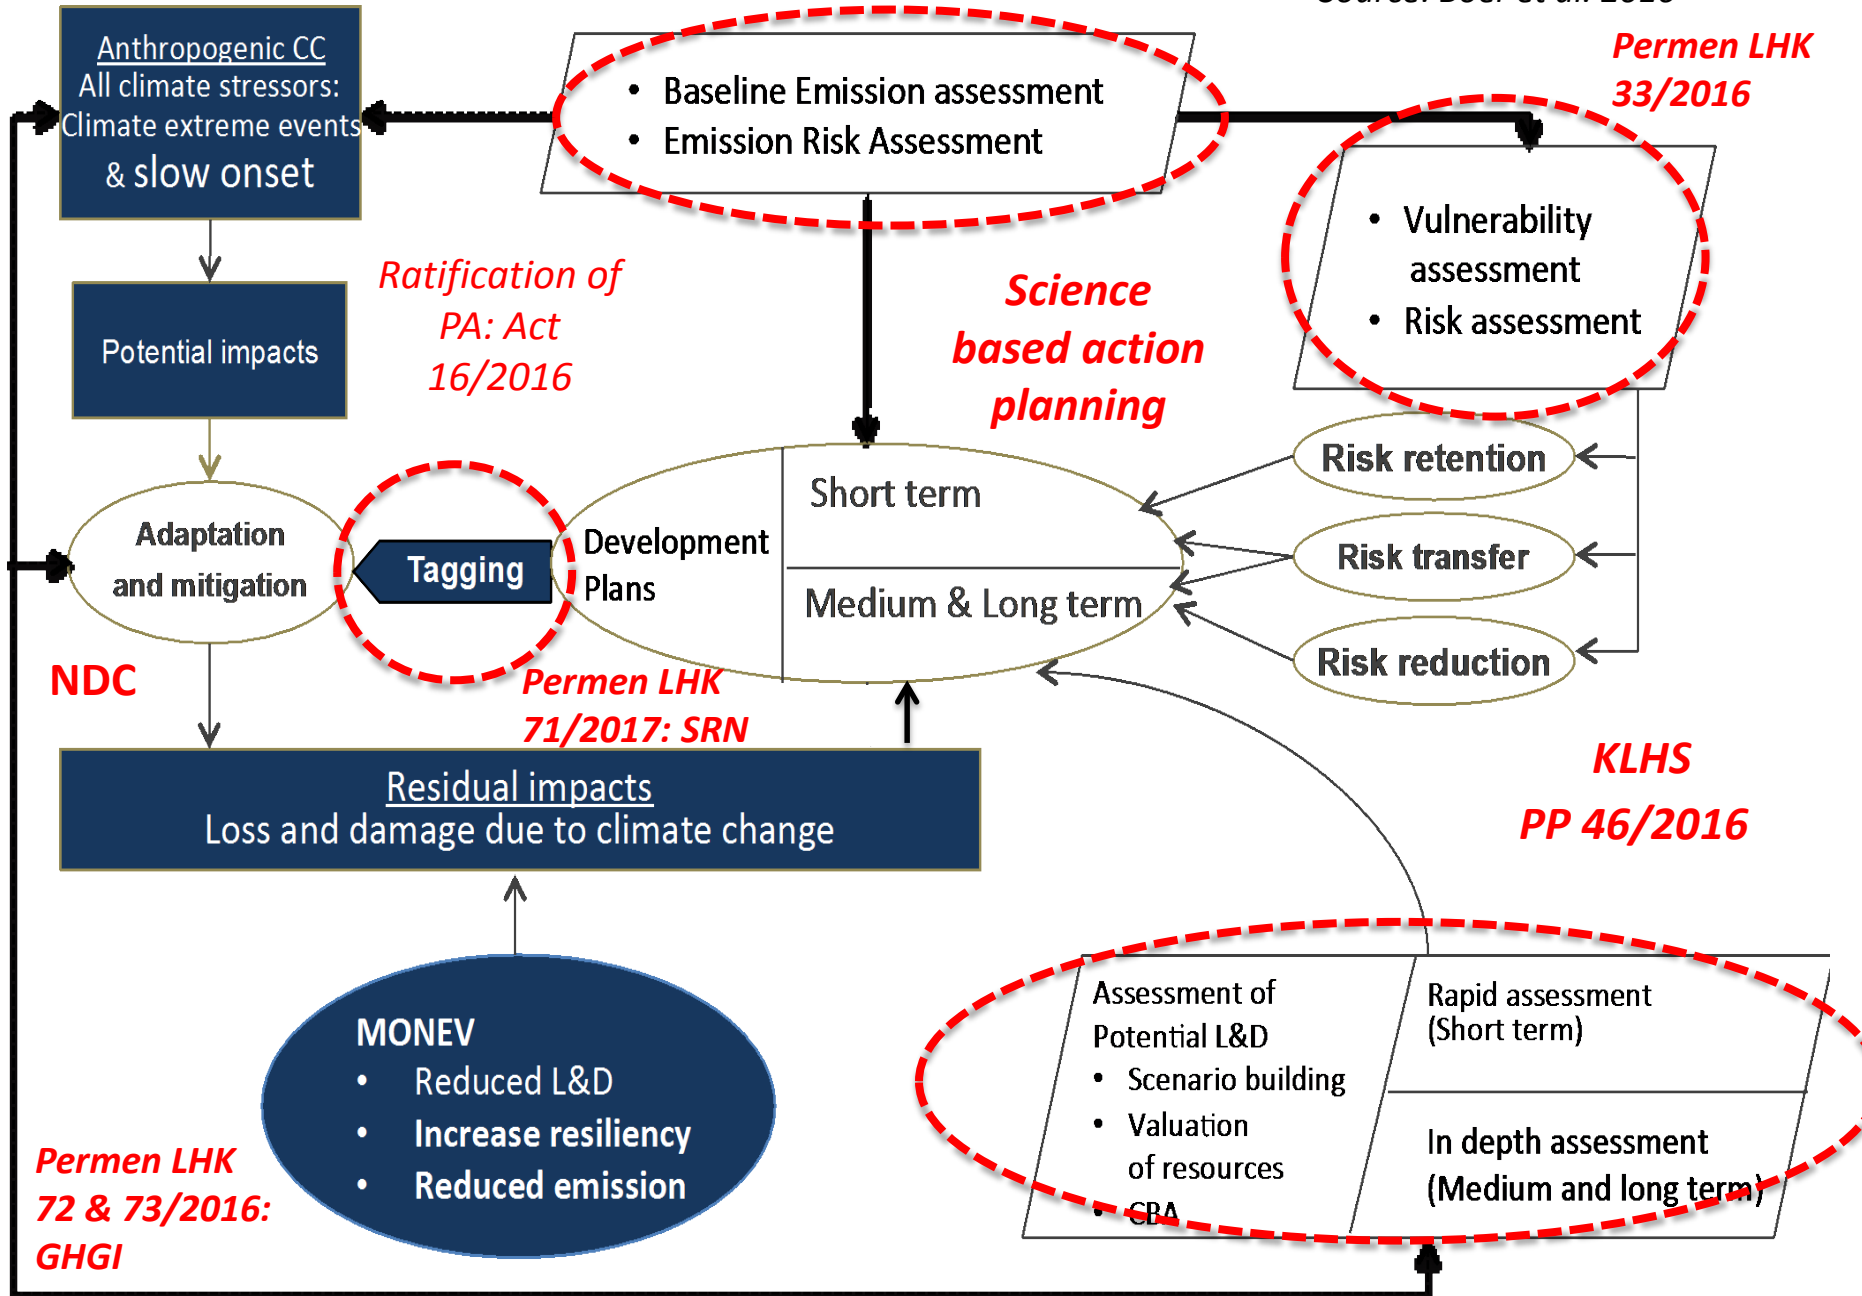 Anthropogenic CC
All climate stressors:
Climate extreme events
& slow onset
• Baseline Emission assessment
• Emission Risk Assessment
Permen LHK
33/2016
• Vulnerability
assessment
• Risk assessment
Potential impacts
Ratification of
PA: Act
16/2016
Science
based action
planning
Risk retention
Risk transfer
Risk reduction
Short term
Development
Plans
Medium & Long term
Tagging
Adaptation
and mitigation
NDC
Permen LHK
71/2017: SRN
Residual impacts
Loss and damage due to climate change
KLHS
PP 46/2016
MONEV
• Reduced L&D
• Increase resiliency
• Reduced emission
Permen LHK
72 & 73/2016:
GHGI
Assessment of
Potential L&D
• Scenario building
• Valuation
of resources
• CBA
Rapid assessment
(Short term)
In depth assessment
(Medium and long term)